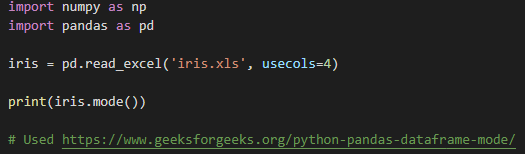 import numpy as np
import pandas as pd
iris = pd.read_excel('iris.xls', usecols=4)
print(iris.mode())
# Used https://www.geeksforgeeks.org/python-pandas-dataframe-mode/